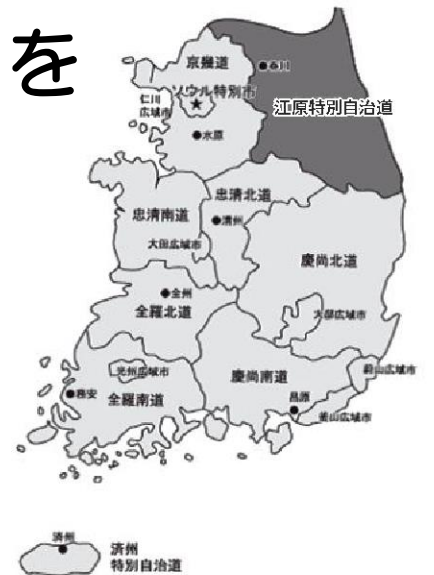 を
京畿道
春川
ソウル特別市
仁川
広域市
江原特別自治道
水原
忠清北道
忠清南道
清州
大田広域市
慶尚北道
全州
全羅北道
大邱広域市
光州広域市
慶尚南道
蔚山広域市
務安
全羅南道
昌原
釜山広域市
済州
済州
特別自治道